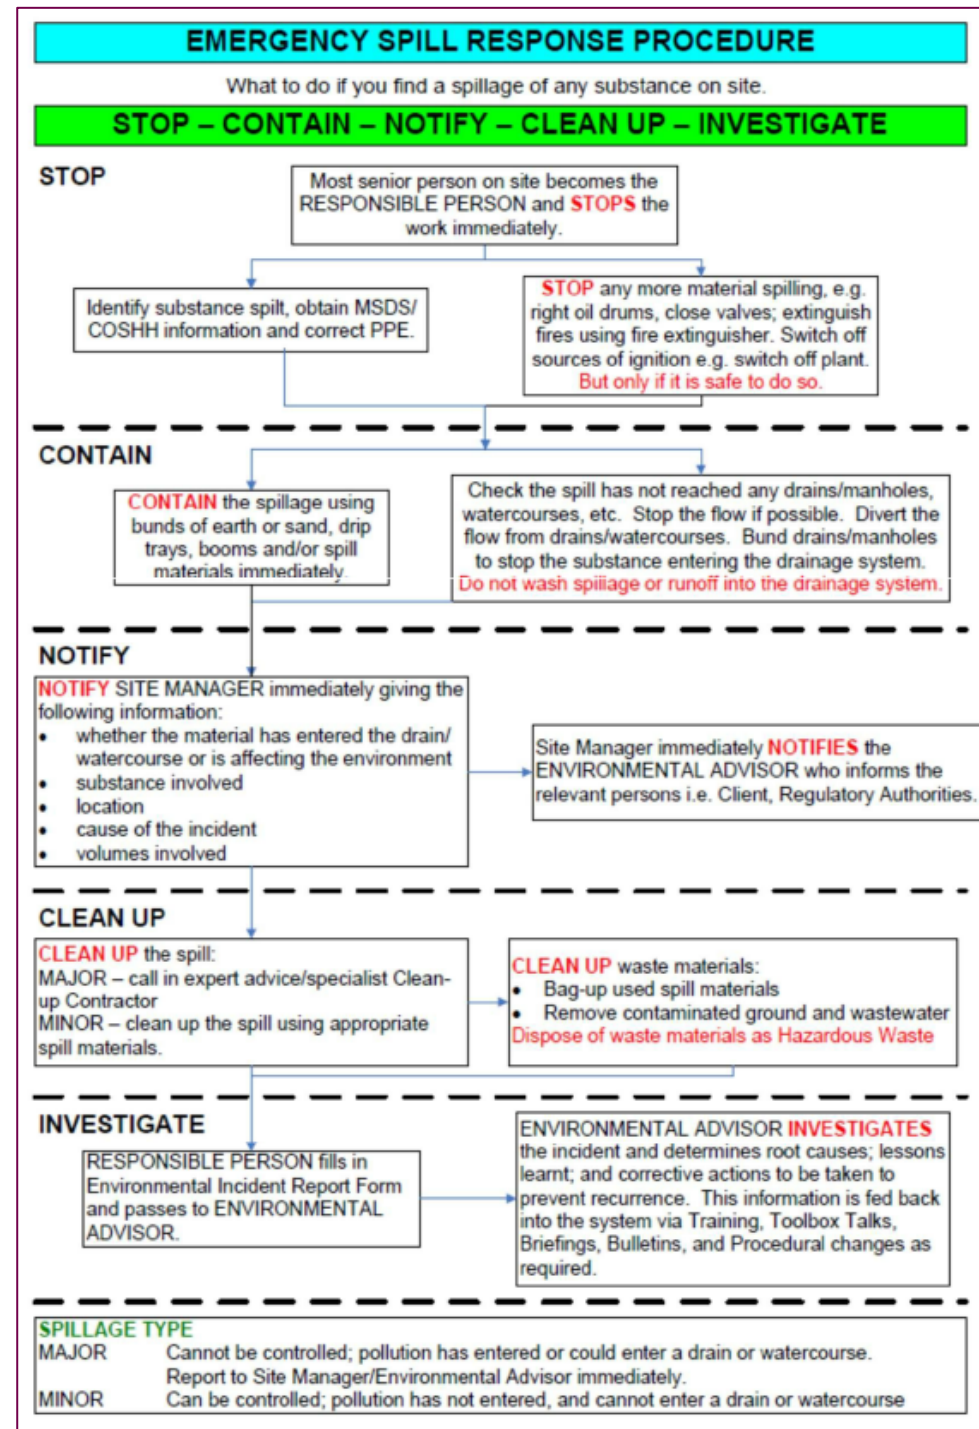 EMERGENCY SPILL RESPONSE PROCEDURE
What to do if you find a spillage of any substance on site.
STOP – CONTAIN – NOTIFY – CLEAN UP – INVESTIGATE
STOP
Most senior person on site becomes the
RESPONSIBLE PERSON and STOPS the
work immediately.
Identify substance spilt, obtain MSDS/
COSHH information and correct PPE.
STOP any more material spilling, e.g.
right oil drums, close valves; extinguish
fires using fire extinguisher. Switch off
sources of ignition e.g. switch off plant.
But only if it is safe to do so.
CONTAIN
CONTAIN the spillage using
bunds of earth or sand, drip
trays, booms and/or spill
materials immediately.
Check the spill has not reached any drains/manholes,
watercourses, etc. Stop the flow if possible. Divert the
flow from drains/watercourses. Bund drains/manholes
to stop the substance entering the drainage system.
Do not wash spillage or runoff into the drainage system.
NOTIFY
NOTIFY SITE MANAGER immediately giving the
following information:
• whether the material has entered the drain/
watercourse or is affecting the environment
• substance involved
• location
• cause of the incident
• volumes involved
Site Manager immediately NOTIFIES the
ENVIRONMENTAL ADVISOR who informs the
relevant persons i.e. Client, Regulatory Authorities.
CLEAN UP
CLEAN UP the spill:
MAJOR – call in expert advice/specialist Clean-
up Contractor
MINOR – clean up the spill using appropriate
spill materials.
CLEAN UP waste materials:
• Bag-up used spill materials
• Remove contaminated ground and wastewater
Dispose of waste materials as Hazardous Waste
INVESTIGATE
RESPONSIBLE PERSON fills in
Environmental Incident Report Form
and passes to ENVIRONMENTAL
ADVISOR.
ENVIRONMENTAL ADVISOR INVESTIGATES
the incident and determines root causes; lessons
learnt; and corrective actions to be taken to
prevent recurrence. This information is fed back
into the system via Training, Toolbox Talks,
Briefings, Bulletins, and Procedural changes as
required.
SPILLAGE TYPE
MAJOR Cannot be controlled; pollution has entered or could enter a drain or watercourse.
Report to Site Manager/Environmental Advisor immediately.
MINOR Can be controlled; pollution has not entered, and cannot enter a drain or watercourse